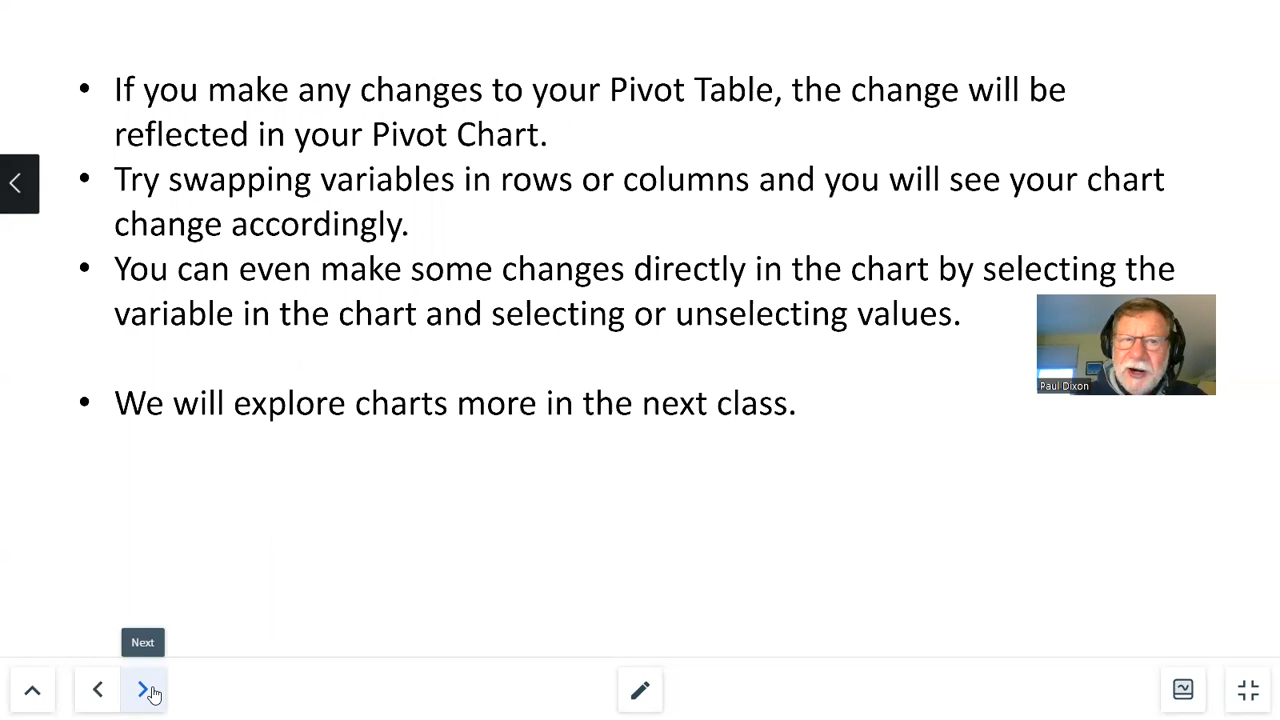 • If you make any changes to your Pivot Table, the change will be
reflected in your Pivot Chart.
• Try swapping variables in rows or columns and you will see your chart
change accordingly.
• You can even make some changes directly in the chart by selecting the
variable in the chart and selecting or unselecting values.
Paul Dixon
• We will explore charts more in the next class.
Next